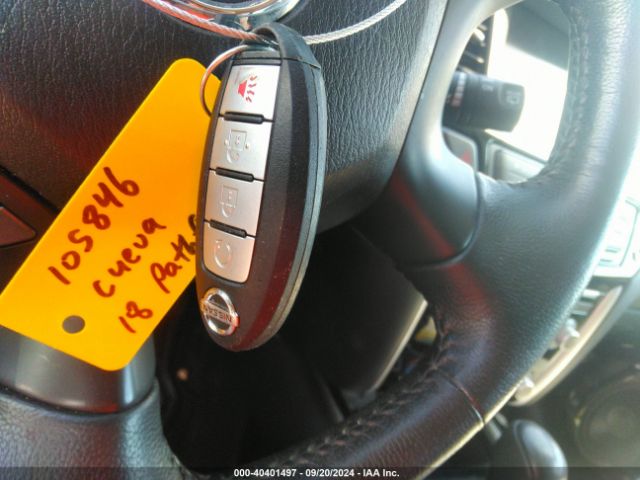 105846
Cueva
18 Path
NISSAN
000-40401497 - 09/20/2024 - IAA Inc.